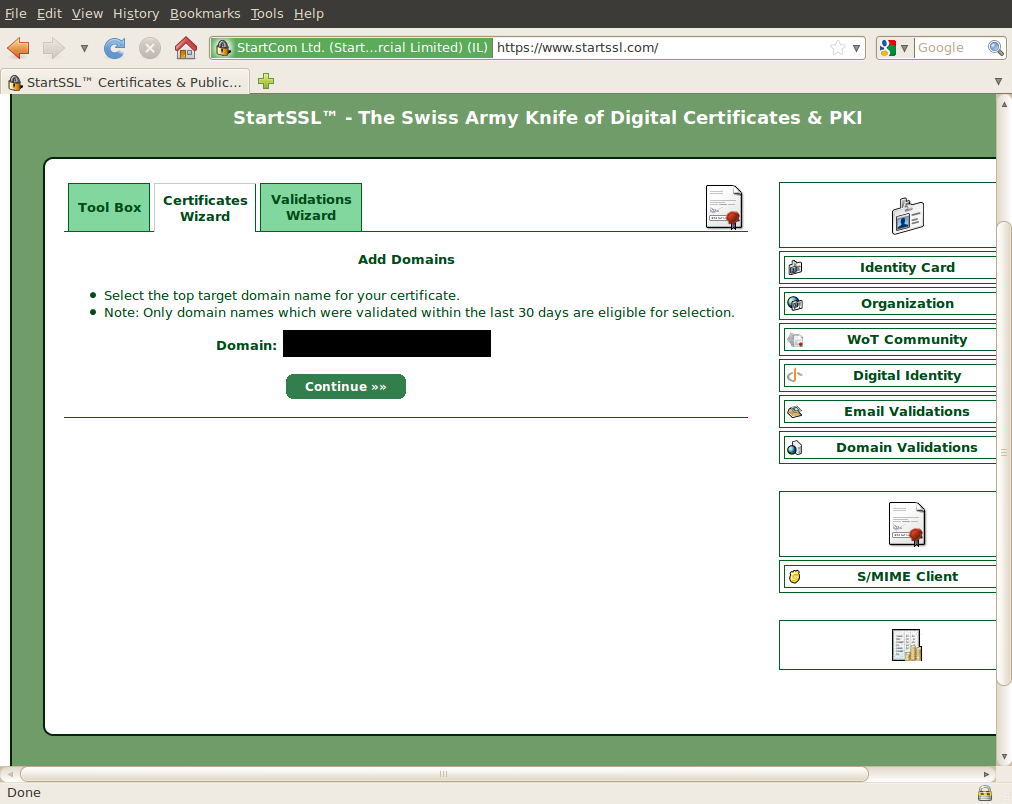 File Edit View History Bookmarks Tools Help
StartCom Ltd. (Start...rcial Limited) (IL) https://www.startssl.com/ Google
StartSSL™ Certificates & Public...
StartSSL™ - The Swiss Army Knife of Digital Certificates & PKI
Tool Box
Certificates
Wizard
Validations
Wizard
Add Domains
Select the top target domain name for your certificate.
Note: Only domain names which were validated within the last 30 days are eligible for selection.
Domain:
Continue »»
Identity Card
Organization
WoT Community
Digital Identity
Email Validations
Domain Validations
S/MIME Client
Done